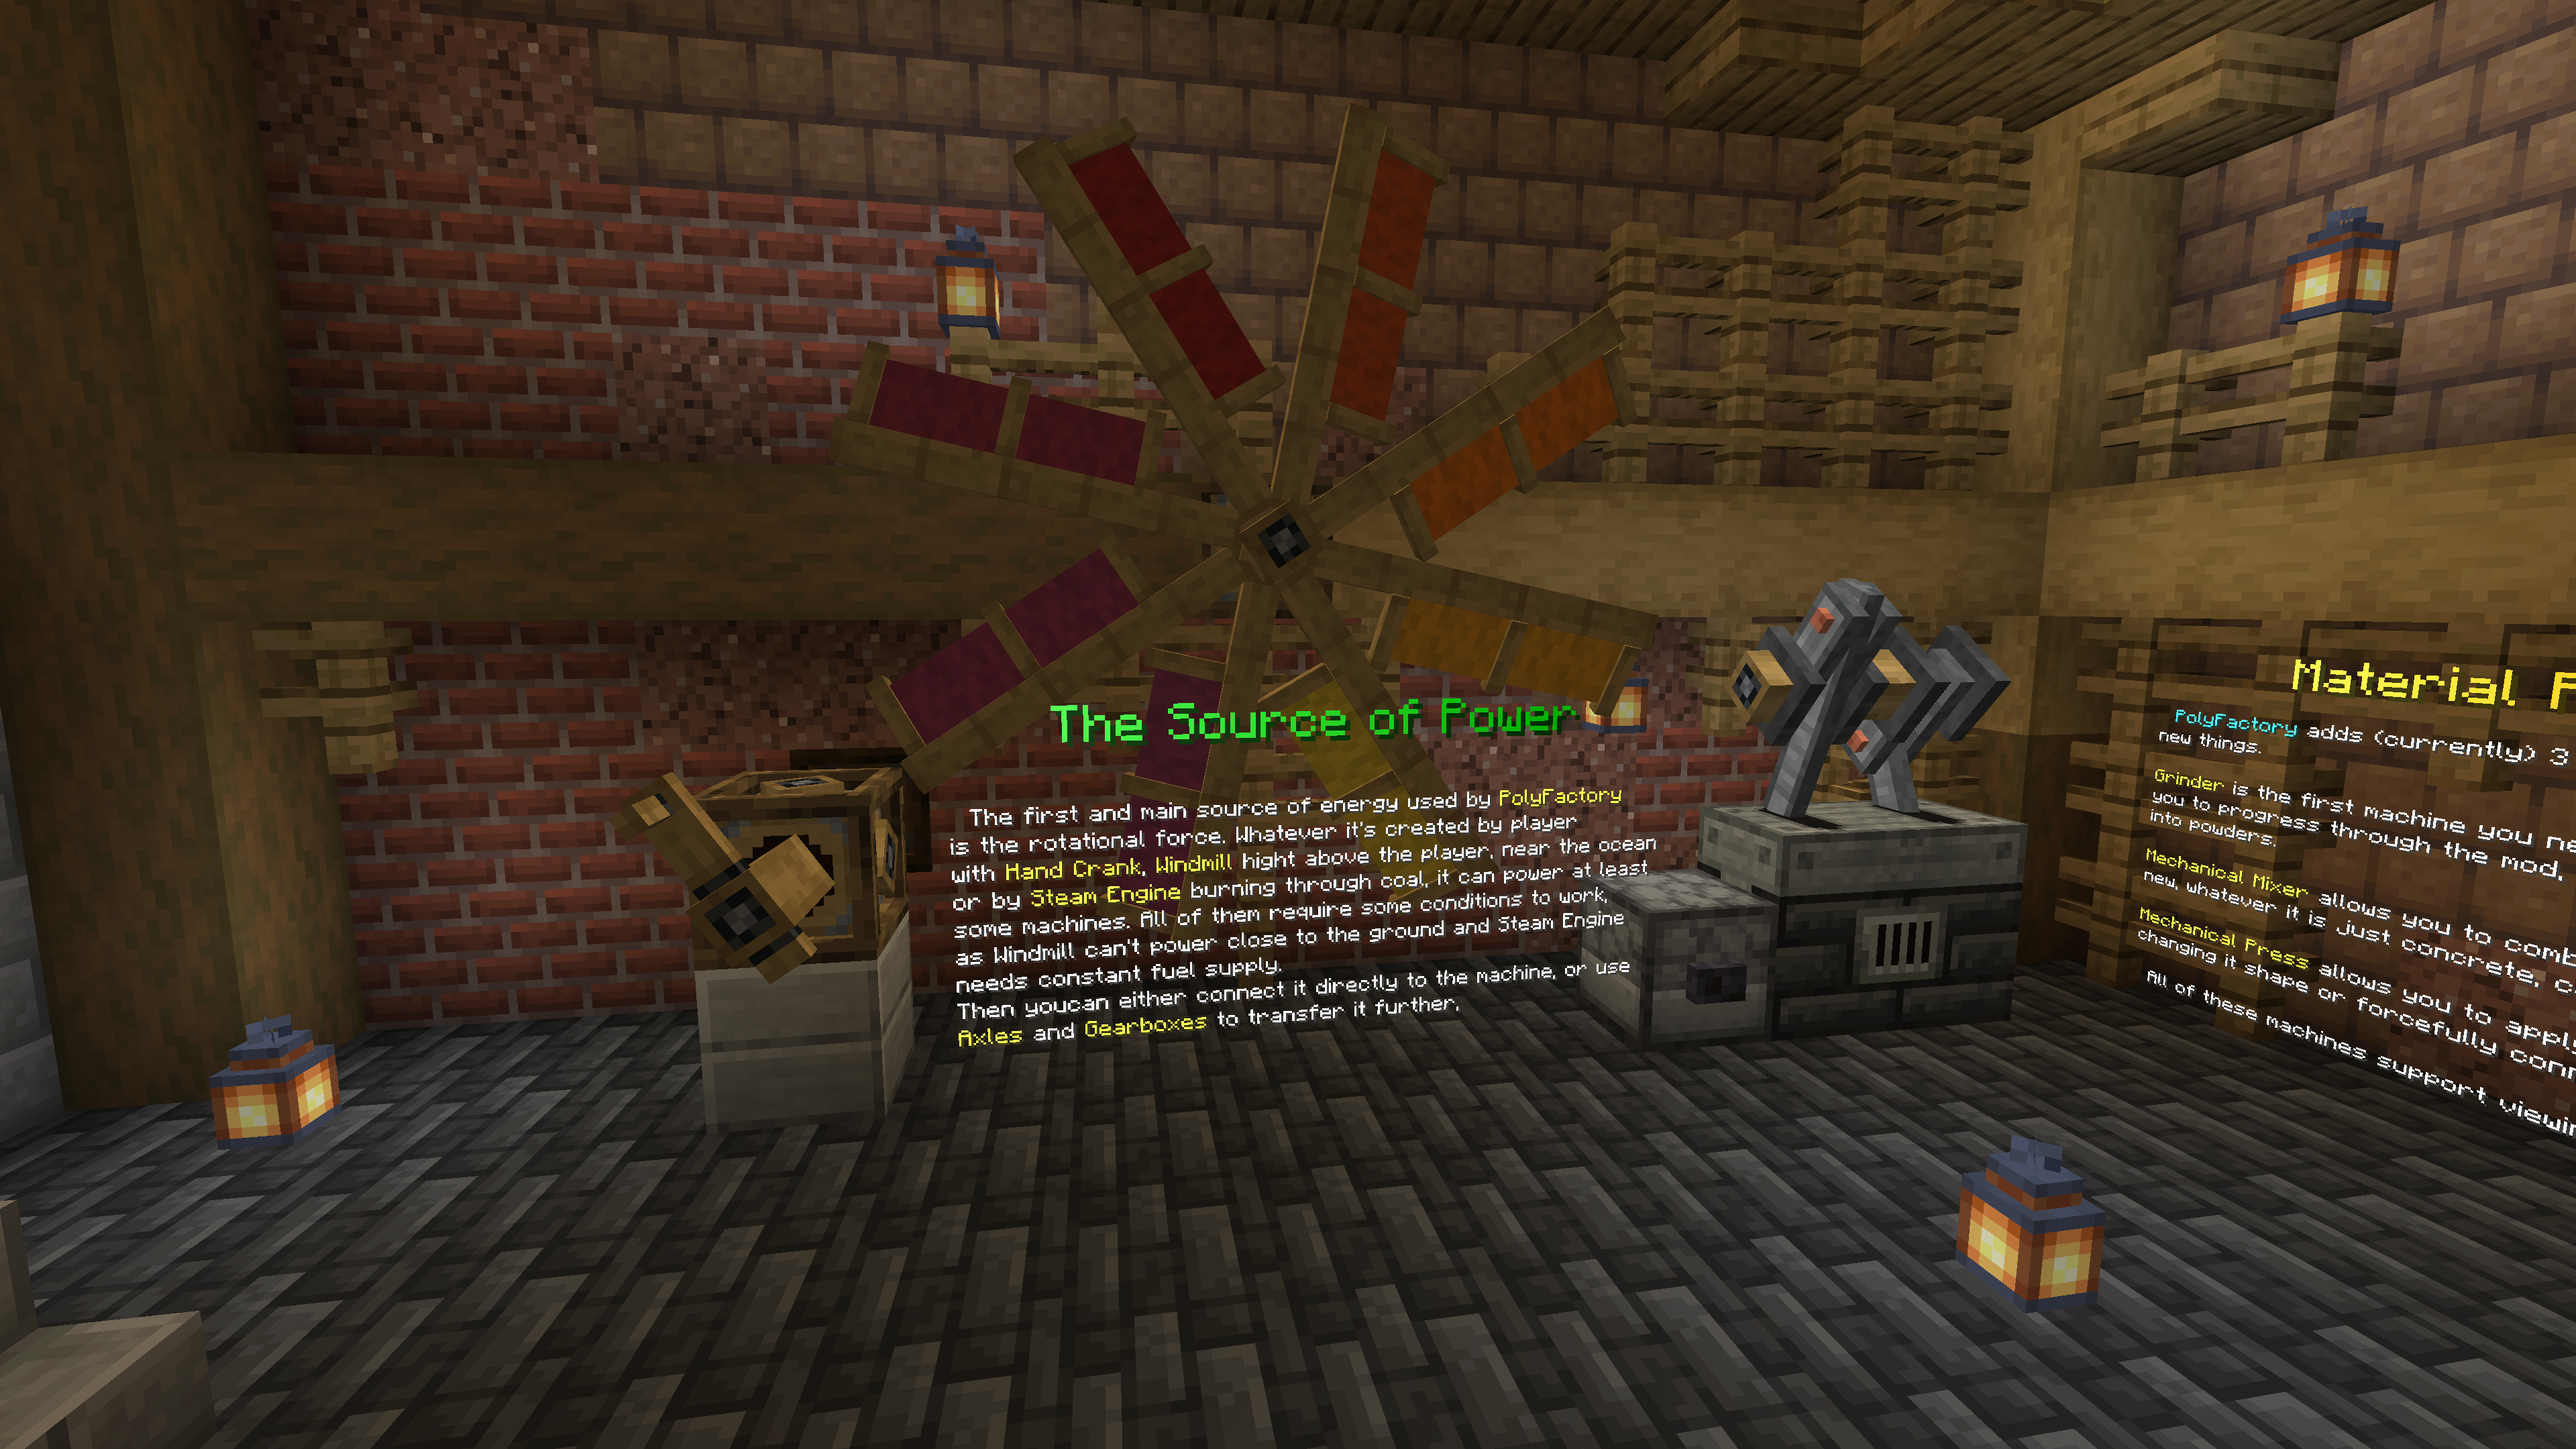 The Source of Power
The first and main source of energy used by PolyFactory
is the rotational force. Whatever it's created by player
with Hand Crank, Windmill hight above the player, near the ocean
or by Steam Engine burning through coal, it can power at least
some machines. All of them require some conditions to work,
as Windmill can't power close to the ground and Steam Engine
needs constant fuel supply.
Then youcan either connect it directly to the machine, or use
Axles and Gearboxes to transfer it further.
Material
PolyFactory adds (currently) 3
new things.
Grinder is the first machine you
you to progress through the mod,
into powders.
Mechanical Mixer allows you to
new, whatever it is just concrete,
Mechanical Press allows you to
changing it shape or forcefully
All of these machines support